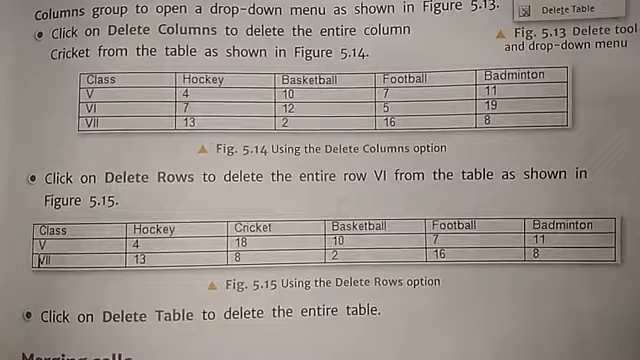 Columns group to open a drop-down menu as shown in Figure 5.13.
Delete Table
• Click on Delete Columns to delete the entire column
Cricket from the table as shown in Figure 5.14.
▲ Fig. 5.13 Delete tool
and drop-down menu
Class Hockey Basketball Football Badminton
V 4 10 7 11
VI 7 12 5 19
VII 13 2 16 8
▲ Fig. 5.14 Using the Delete Columns option
• Click on Delete Rows to delete the entire row VI from the table as shown in
Figure 5.15.
Class Hockey Cricket Basketball Football Badminton
V 4 18 10 7 11
VII 13 8 2 16 8
▲ Fig. 5.15 Using the Delete Rows option
• Click on Delete Table to delete the entire table.
Merging cells